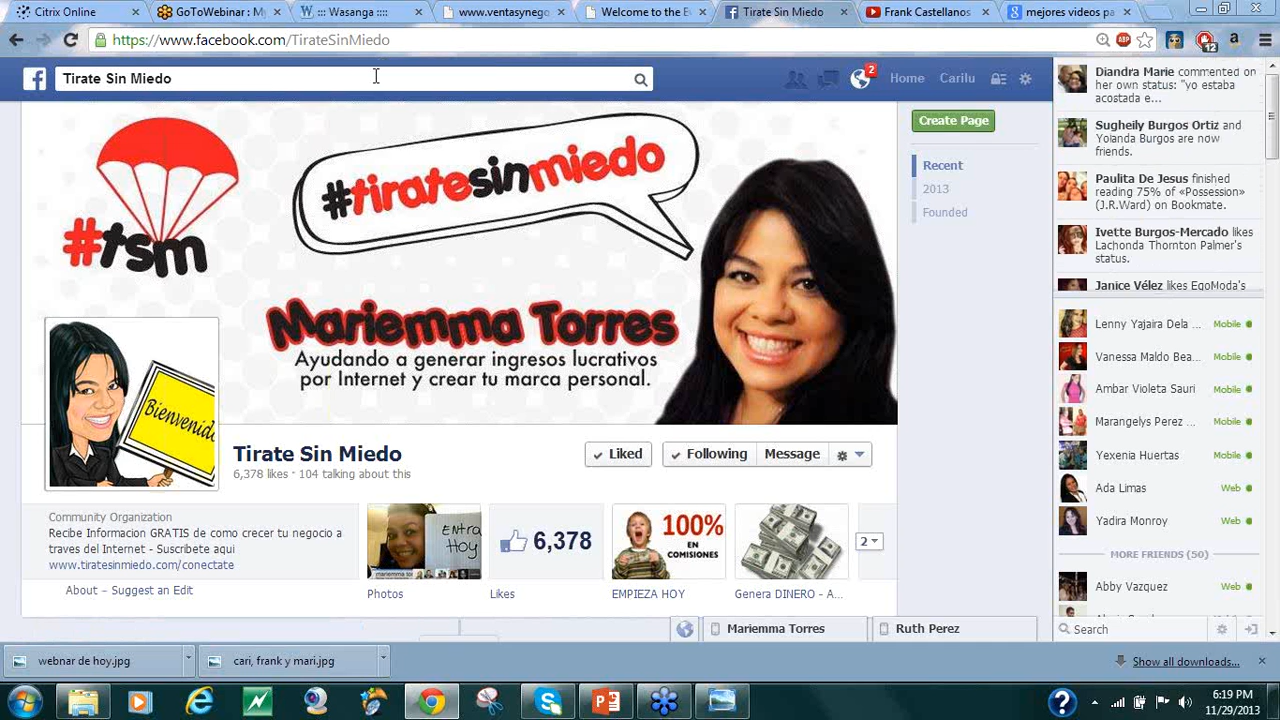 Citrix Online
GoToWebinar : My
::: Wasanga ::::
www.ventasynego
Welcome to the E
Tirate Sin Miedo
Frank Castellanos
mejores videos pa
https://www.facebook.com/TirateSinMiedo
ABP
12
a
Tirate Sin Miedo
2
Home
Carilu
#tsm
#tiratesinmiedo
Mariemma Torres
Ayudando a generar ingresos lucrativos
por Internet y crear tu marca personal.
Bienvenid
Create Page
Recent
2013
Founded
Tirate Sin Miedo
6,378 likes · 104 talking about this
Liked
Following
Message
Community Organization
Recibe Informacion GRATIS de como crecer tu negocio a
traves del Internet - Suscribete aqui
www.tiratesinmiedo.com/conectate
About – Suggest an Edit
Entra
Hoy
Photos
6,378
Likes
100%
EN
COMISIONES
EMPIEZA HOY
Genera DINERO - A...
2
Diandra Marie commented on
her own status: "yo estaba
acostada e...
Sugheily Burgos Ortiz and
Yolanda Burgos are now
friends.
Paulita De Jesus finished
reading 75% of «Possession»
(J.R.Ward) on Bookmate.
Ivette Burgos-Mercado likes
Lachonda Thornton Palmer's
status.
Janice Vélez likes EgoModa's
Lenny Yajaira Dela ... Mobile
Vanessa Maldo Bea... Mobile
Ambar Violeta Sauri Mobile
Marangelys Perez ... Mobile
Yexenia Huertas Mobile
Ada Limas Web
Yadira Monroy Web
MORE FRIENDS (50)
Abby Vazquez Web
Search
Mariemma Torres
Ruth Perez
webnar de hoy.jpg
cari, frank y mari.jpg
Show all downloads...
6:19 PM
11/29/2013